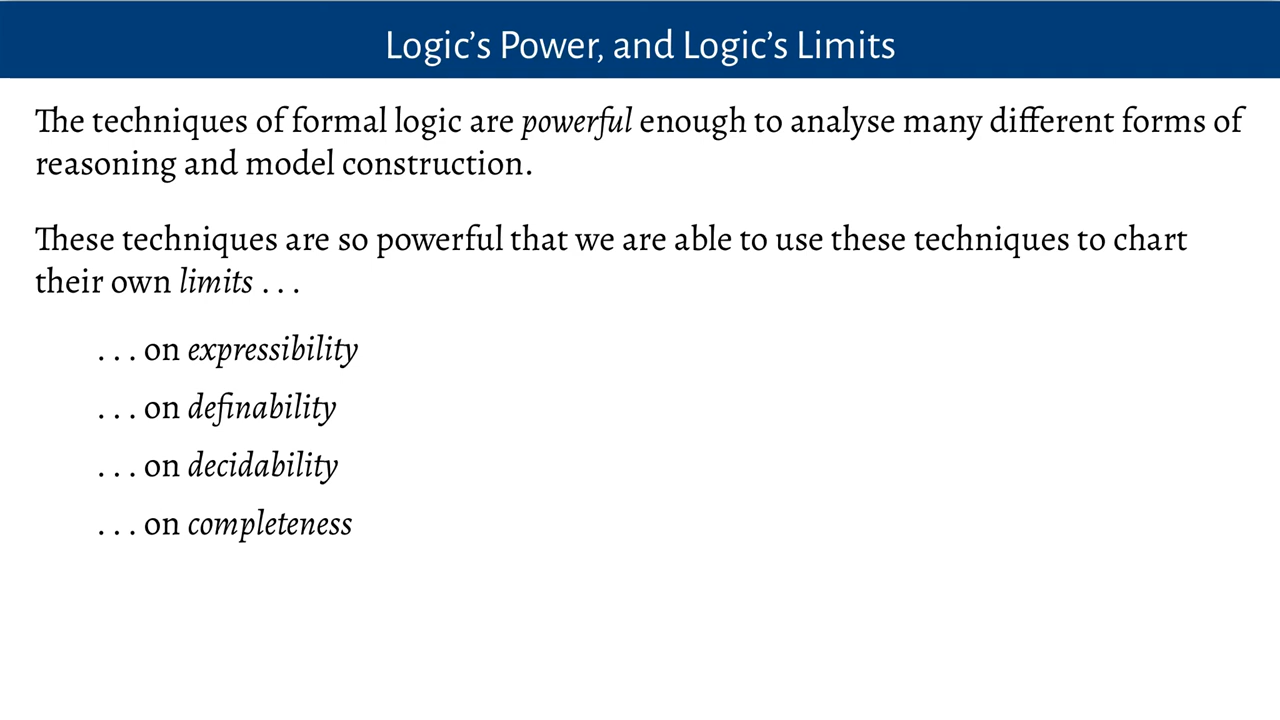 Logic’s Power, and Logic’s Limits
The techniques of formal logic are powerful enough to analyse many different forms of
reasoning and model construction.
These techniques are so powerful that we are able to use these techniques to chart
their own limits . . .
. . . on expressibility
. . . on definability
. . . on decidability
. . . on completeness